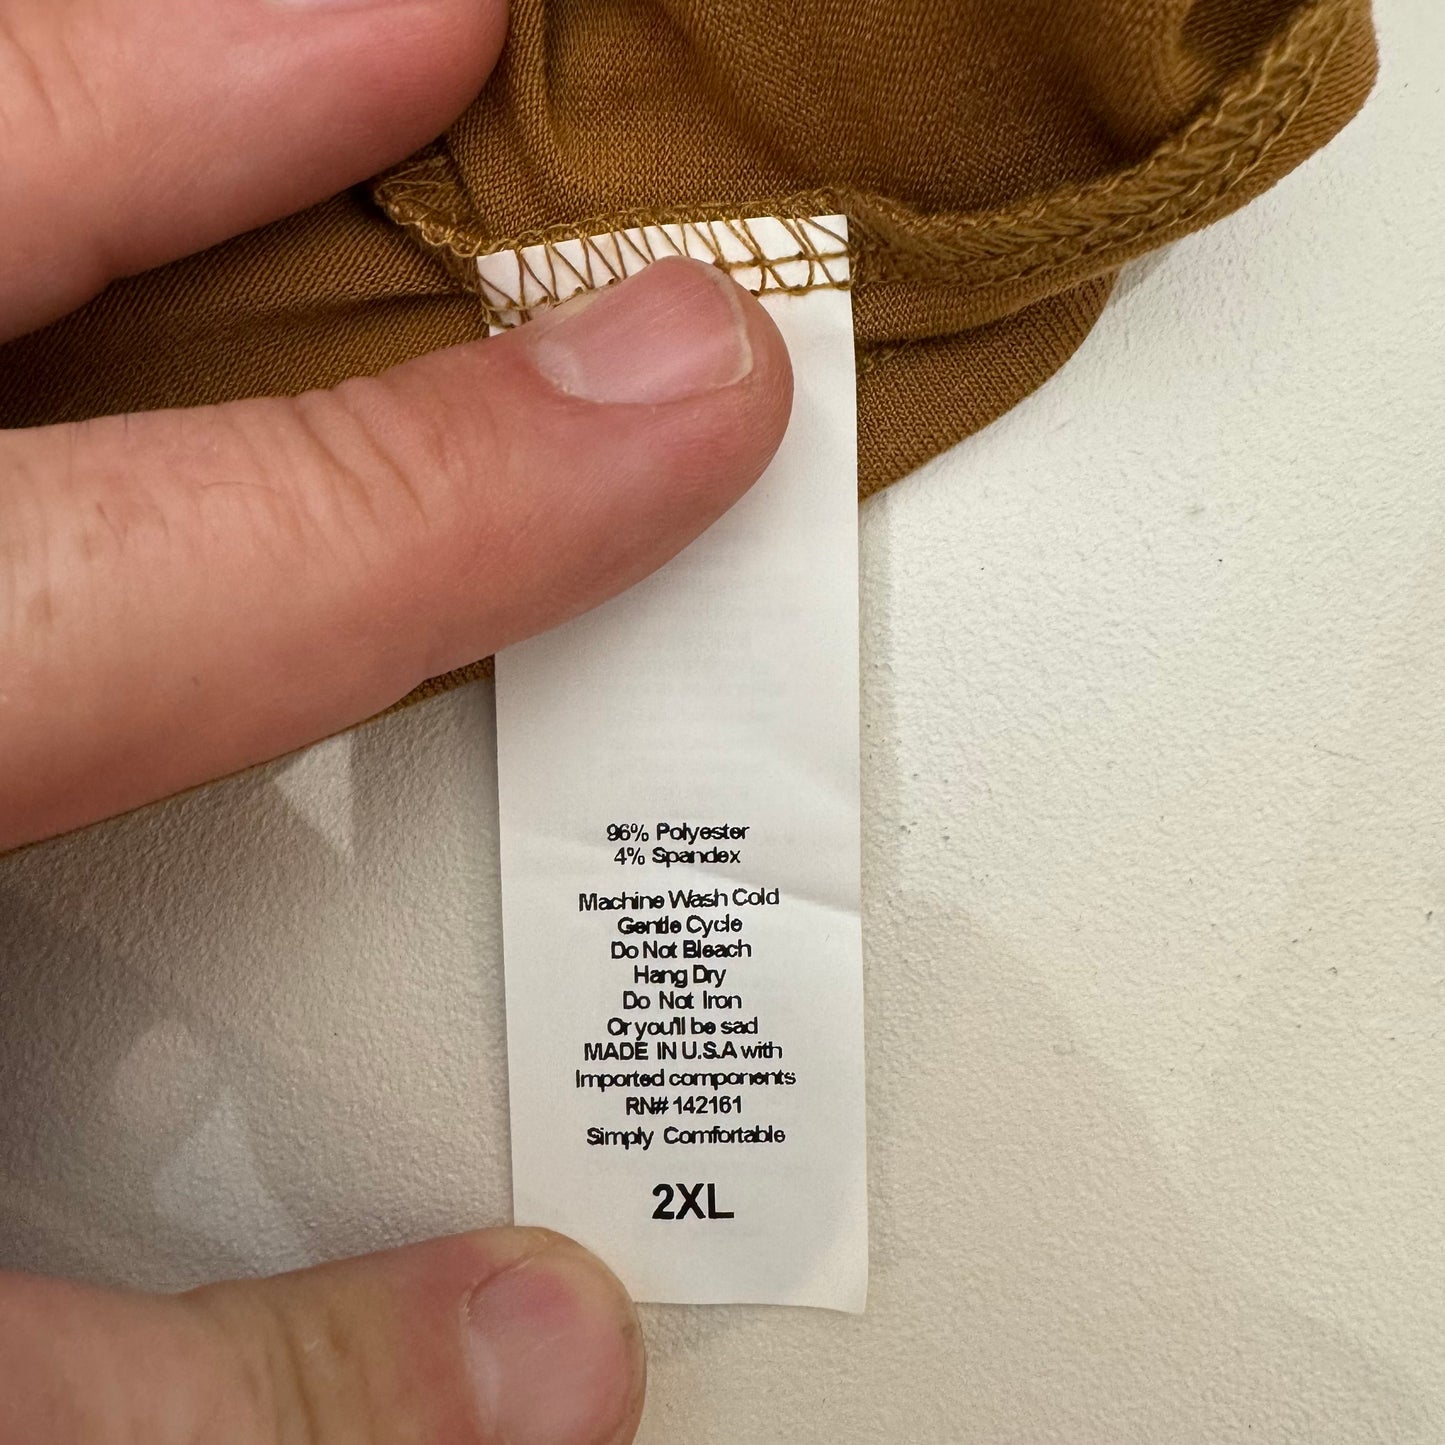 96% Polyester
4% Spandex
Machine Wash Cold
Gentle Cycle
Do Not Bleach
Hang Dry
Do Not Iron
Or you'll be sad
MADE IN U.S.A with
Imported components
RN# 142161
Simply Comfortable
2XL